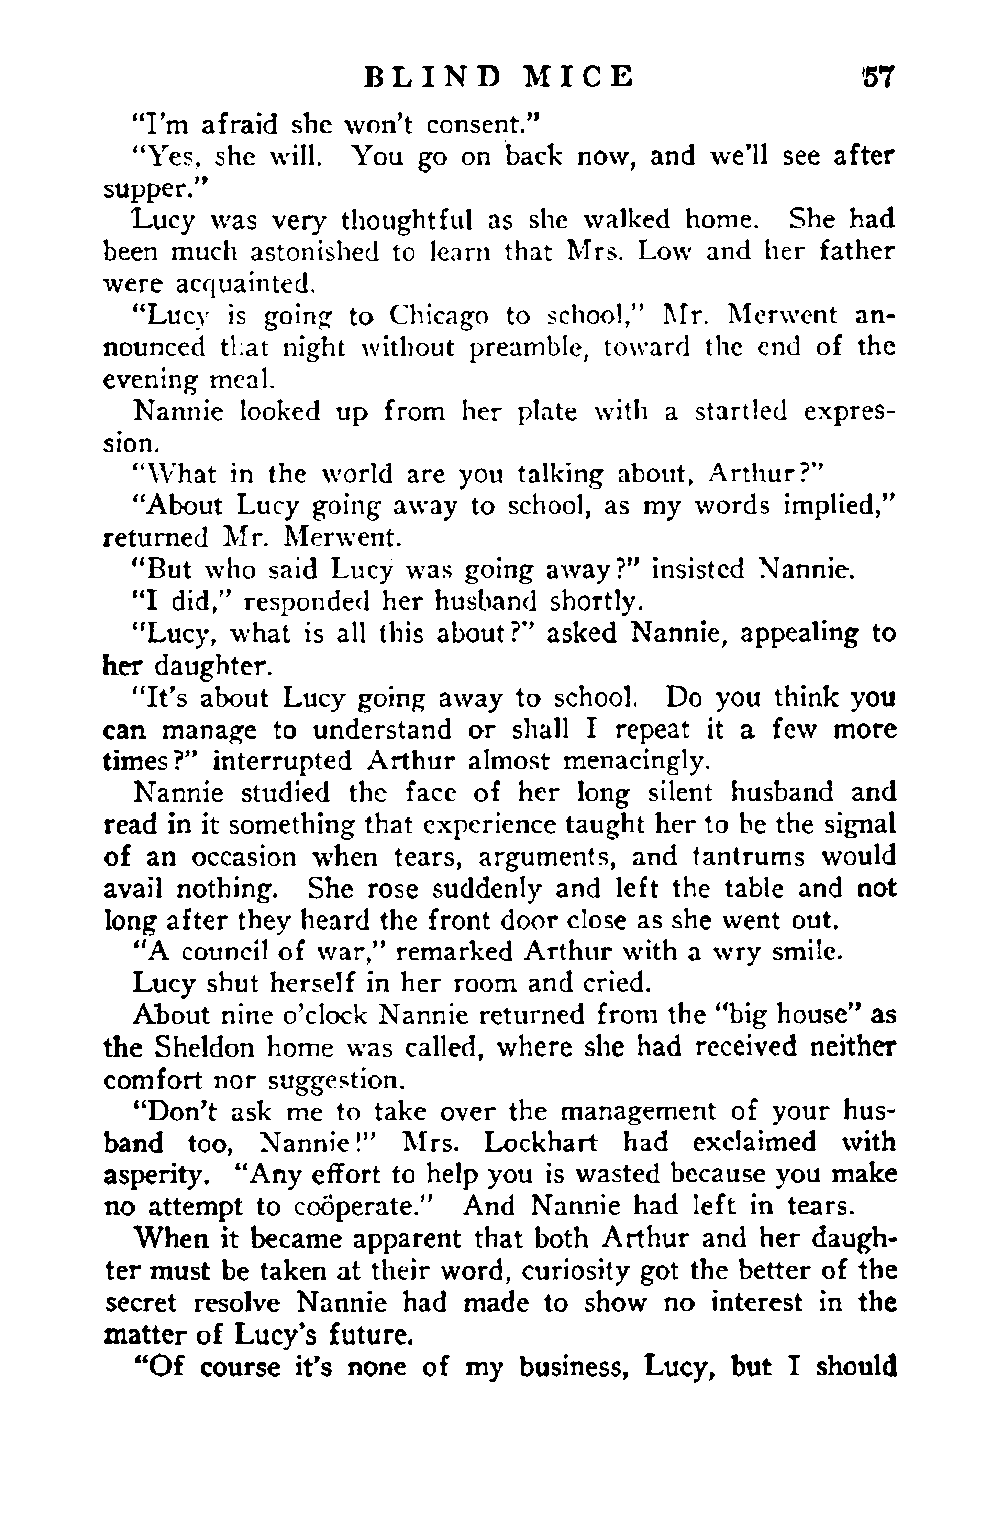 BLIND MICE 57
“I’m afraid she won’t consent.”
“Yes, she will. You go on back now, and we’ll see after
supper.”
Lucy was very thoughtful as she walked home. She had
been much astonished to learn that Mrs. Low and her father
were acquainted.
“Lucy is going to Chicago to school,” Mr. Merwent an-
nounced that night without preamble, toward the end of the
evening meal.
Nannie looked up from her plate with a startled expres-
sion.
“What in the world are you talking about, Arthur?”
“About Lucy going away to school, as my words implied,”
returned Mr. Merwent.
“But who said Lucy was going away?” insisted Nannie.
“I did,” responded her husband shortly.
“Lucy, what is all this about?” asked Nannie, appealing to
her daughter.
“It’s about Lucy going away to school. Do you think you
can manage to understand or shall I repeat it a few more
times?” interrupted Arthur almost menacingly.
Nannie studied the face of her long silent husband and
read in it something that experience taught her to be the signal
of an occasion when tears, arguments, and tantrums would
avail nothing. She rose suddenly and left the table and not
long after they heard the front door close as she went out.
“A council of war,” remarked Arthur with a wry smile.
Lucy shut herself in her room and cried.
About nine o’clock Nannie returned from the “big house” as
the Sheldon home was called, where she had received neither
comfort nor suggestion.
“Don’t ask me to take over the management of your hus-
band too, Nannie!” Mrs. Lockhart had exclaimed with
asperity. “Any effort to help you is wasted because you make
no attempt to coöperate.” And Nannie had left in tears.
When it became apparent that both Arthur and her daugh-
ter must be taken at their word, curiosity got the better of the
secret resolve Nannie had made to show no interest in the
matter of Lucy’s future.
“Of course it’s none of my business, Lucy, but I should